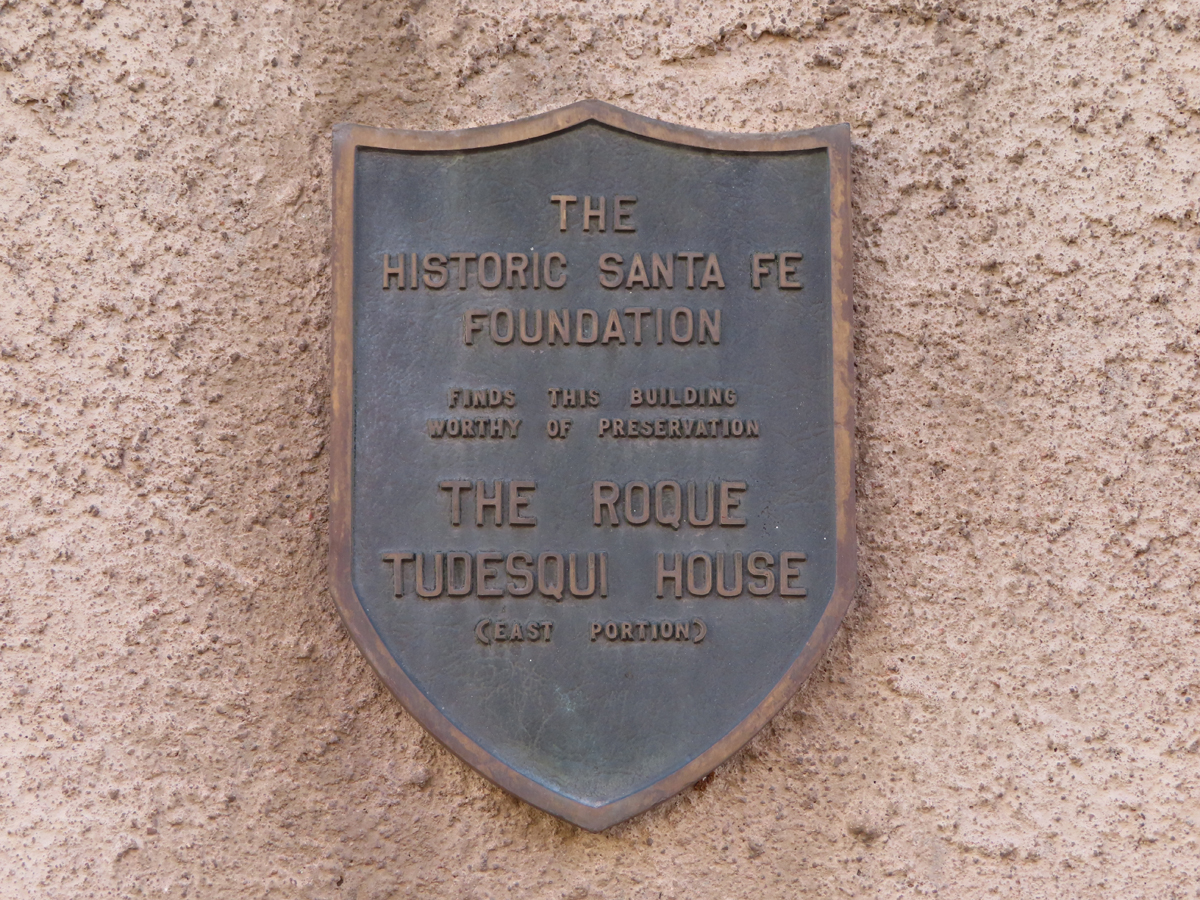 THE
HISTORIC SANTA FE
FOUNDATION
FINDS THIS BUILDING
WORTHY OF PRESERVATION
THE ROQUE
TUDESQUI HOUSE
(EAST PORTION)